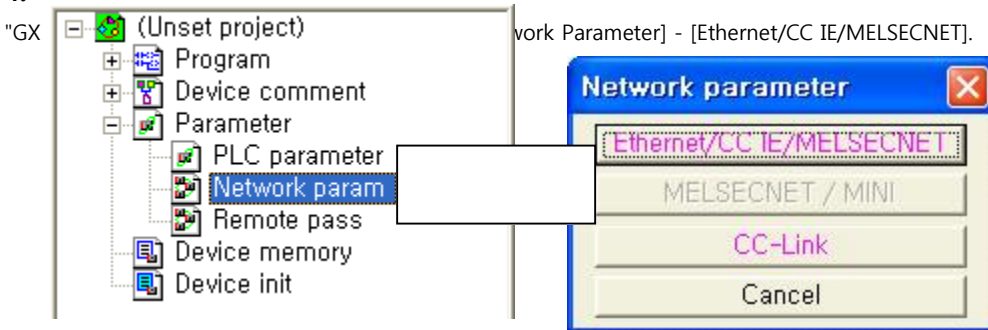 "GX
work Parameter] - [Ethernet/CC IE/MELSECNET].
(Unset project)
Program
Device comment
Parameter
PLC parameter
Network param
Remote pass
Device memory
Device init
Network parameter
Ethernet/CC IE/MELSECNET
MELSECNET / MINI
CC-Link
Cancel